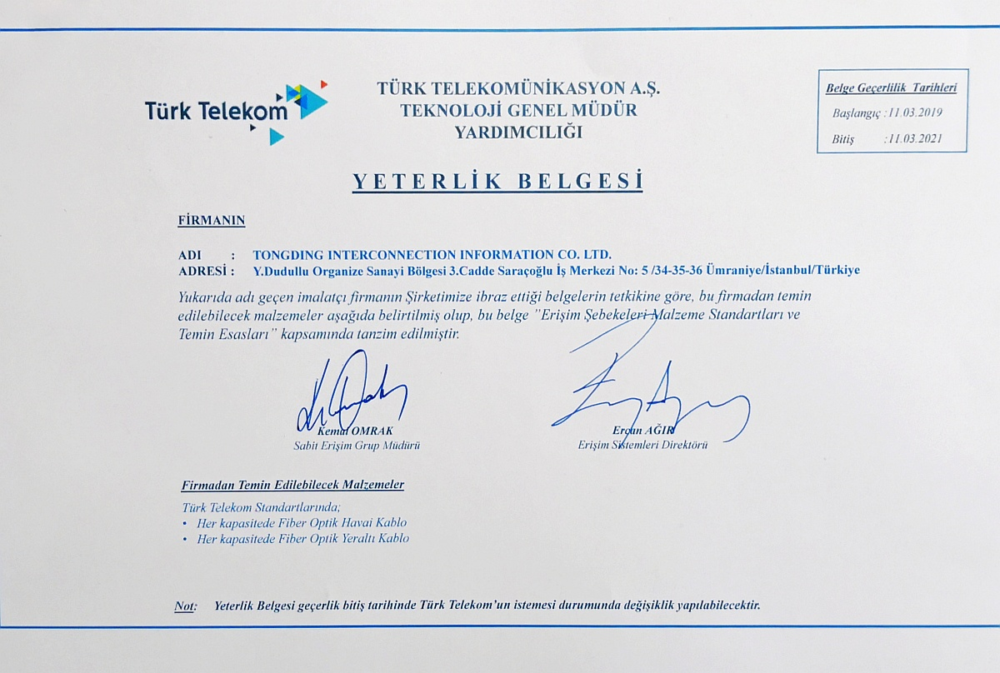 Türk Telekom
TÜRK TELEKOMÜNİKASYON A.Ş.
TEKNOLOJİ GENEL MÜDÜR
YARDIMCILIĞI
Belge Geçerlilik Tarihleri
Başlangıç :11.03.2019
Bitiş :11.03.2021
YETERLİK BELGESİ
FİRMANIN
ADI : TONGDING INTERCONNECTION INFORMATION CO. LTD.
ADRESİ : Y.Dudullu Organize Sanayi Bölgesi 3.Cadde Saraçoğlu İş Merkezi No: 5 /34-35-36 Ümraniye/İstanbul/Türkiye
Yukarıda adı geçen imalatçı firmanın Şirketimize ibraz ettiği belgelerin tetkikine göre, bu firmadan temin
edilebilecek malzemeler aşağıda belirtilmiş olup, bu belge "Erişim Şebekeleri Malzeme Standartları ve
Temin Esasları" kapsamında tanzim edilmiştir.
Kemal OMRAK
Sabit Erişim Grup Müdürü
Ercan AĞIR
Erişim Sistemleri Direktörü
Firmadan Temin Edilebilecek Malzemeler
Türk Telekom Standartlarında;
• Her kapasitede Fiber Optik Havai Kablo
• Her kapasitede Fiber Optik Yeraltı Kablo
Not: Yeterlik Belgesi geçerlik bitiş tarihinde Türk Telekom'un istemesi durumunda değişiklik yapılabilecektir.